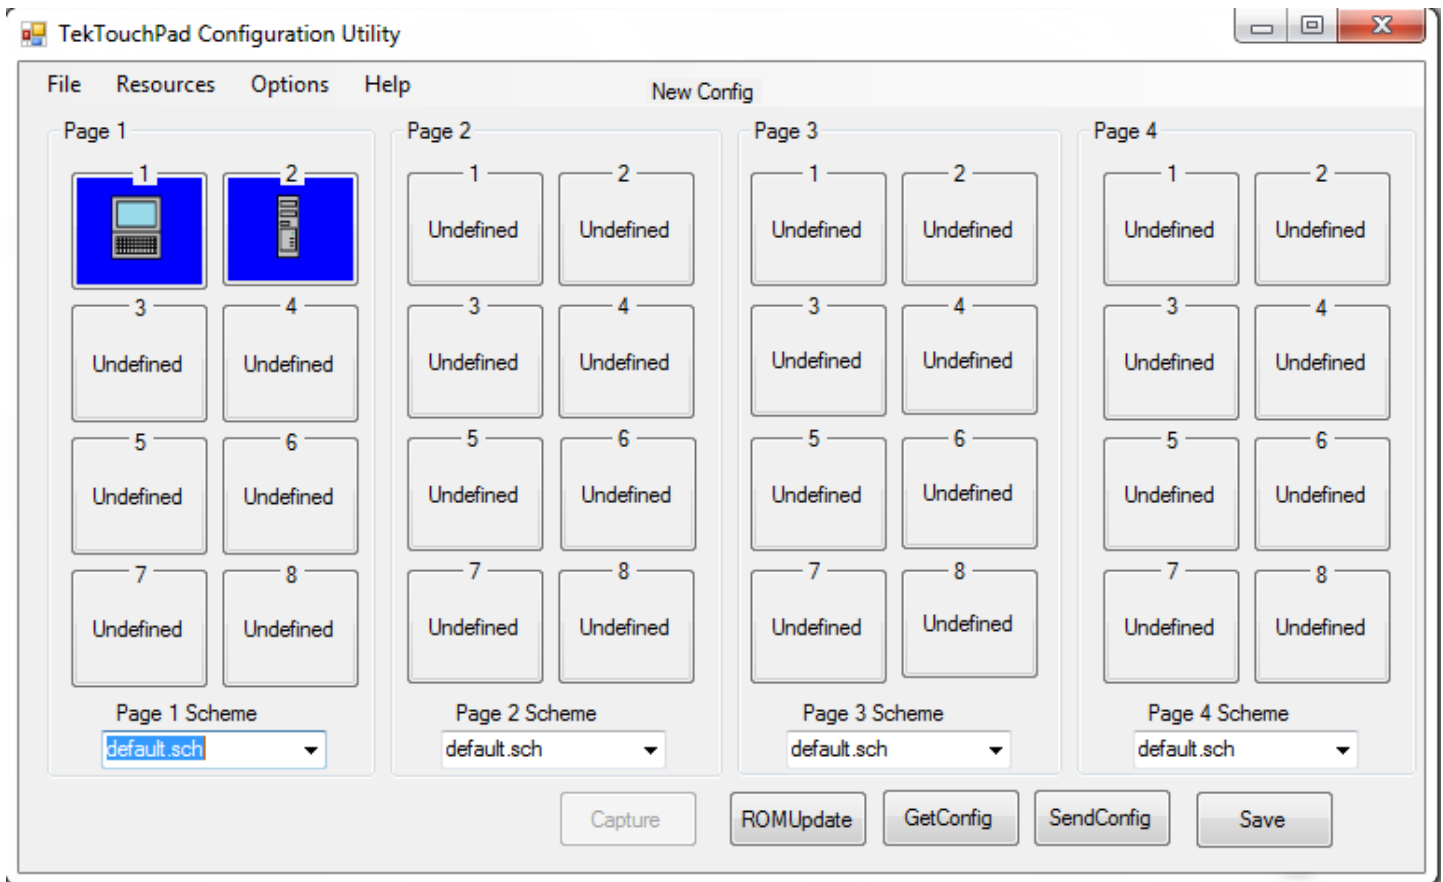 TekTouchPad Configuration Utility
File Resources Options Help New Config
Page 1 Page 2 Page 3 Page 4
1 2 1 2 1 2 1 2
Undefined Undefined Undefined Undefined Undefined Undefined
3 4 3 4 3 4 3 4
Undefined Undefined Undefined Undefined Undefined Undefined Undefined Undefined
5 6 5 6 5 6 5 6
Undefined Undefined Undefined Undefined Undefined Undefined Undefined Undefined
7 8 7 8 7 8 7 8
Undefined Undefined Undefined Undefined Undefined Undefined Undefined Undefined
Page 1 Scheme Page 2 Scheme Page 3 Scheme Page 4 Scheme
default.sch default.sch default.sch default.sch
Capture ROMUpdate GetConfig SendConfig Save